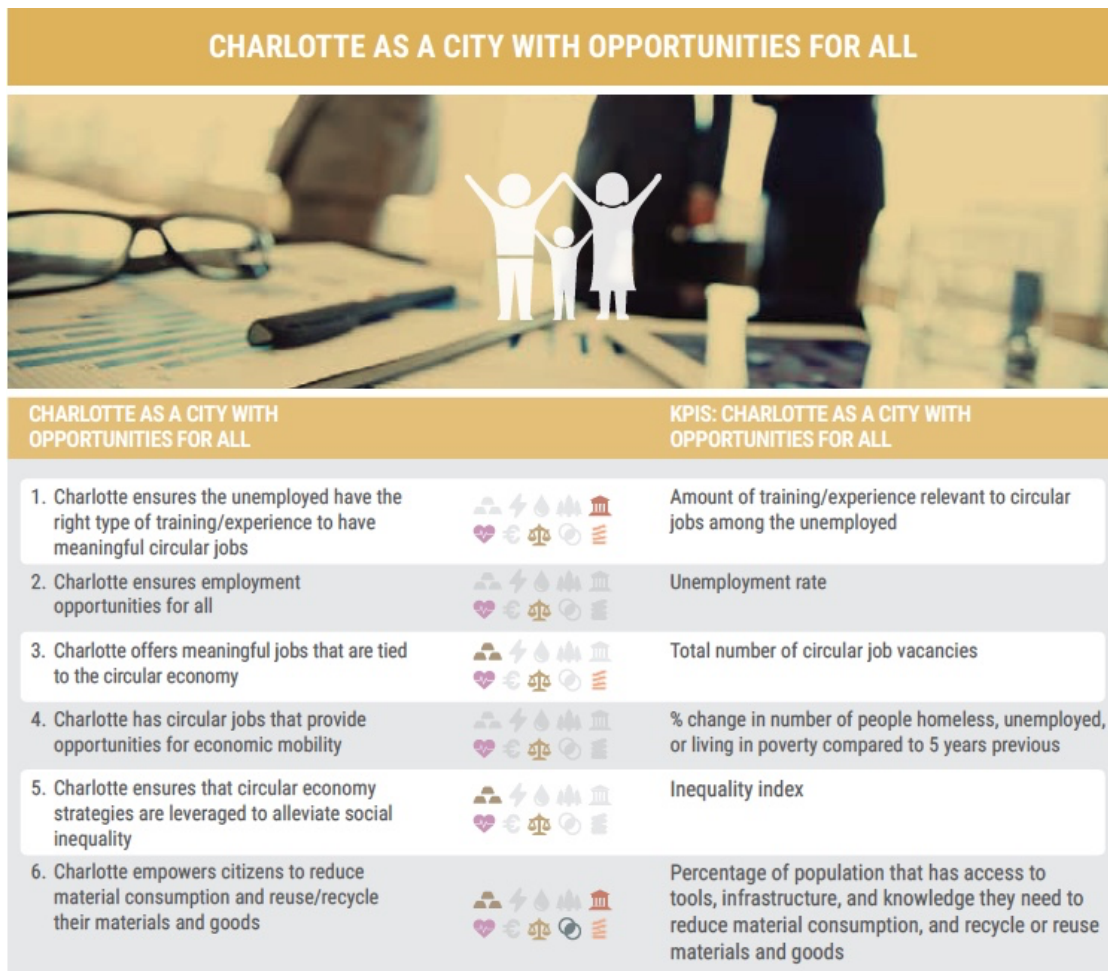 CHARLOTTE AS A CITY WITH OPPORTUNITIES FOR ALL
CHARLOTTE AS A CITY WITH
OPPORTUNITIES FOR ALL
KPIS: CHARLOTTE AS A CITY WITH
OPPORTUNITIES FOR ALL
1. Charlotte ensures the unemployed have the
right type of training/experience to have
meaningful circular jobs
Amount of training/experience relevant to circular
jobs among the unemployed
2. Charlotte ensures employment
opportunities for all
Unemployment rate
3. Charlotte offers meaningful jobs that are tied
to the circular economy
Total number of circular job vacancies
4. Charlotte has circular jobs that provide
opportunities for economic mobility
% change in number of people homeless, unemployed,
or living in poverty compared to 5 years previous
5. Charlotte ensures that circular economy
strategies are leveraged to alleviate social
inequality
Inequality index
6. Charlotte empowers citizens to reduce
material consumption and reuse/recycle
their materials and goods
Percentage of population that has access to
tools, infrastructure, and knowledge they need to
reduce material consumption, and recycle or reuse
materials and goods